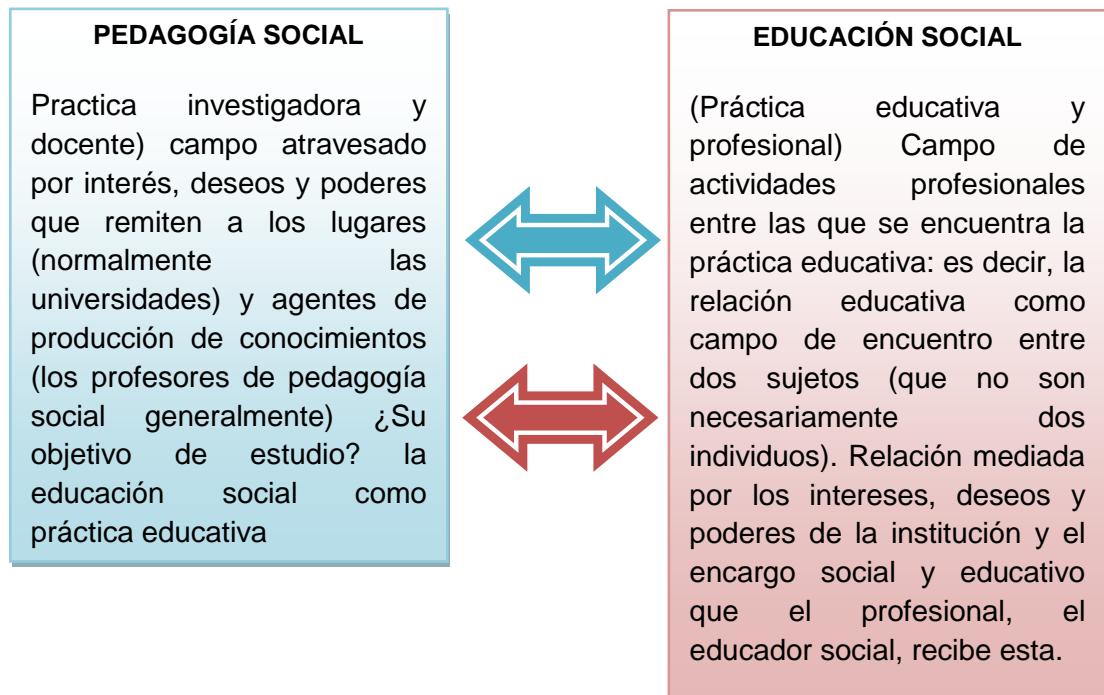 PEDAGOGÍA SOCIAL
Practica investigadora y
docente) campo atravesado
por interés, deseos y poderes
que remiten a los lugares
(normalmente las
universidades) y agentes de
producción de conocimientos
(los profesores de pedagogía
social generalmente) ¿Su
objetivo de estudio? la
educación social como
práctica educativa
EDUCACIÓN SOCIAL
(Práctica educativa y
profesional) Campo de
actividades profesionales
entre las que se encuentra la
práctica educativa: es decir, la
relación educativa como
campo de encuentro entre
dos sujetos (que no son
necesariamente dos
individuos). Relación mediada
por los intereses, deseos y
poderes de la institución y el
encargo social y educativo
que el profesional, el
educador social, recibe esta.